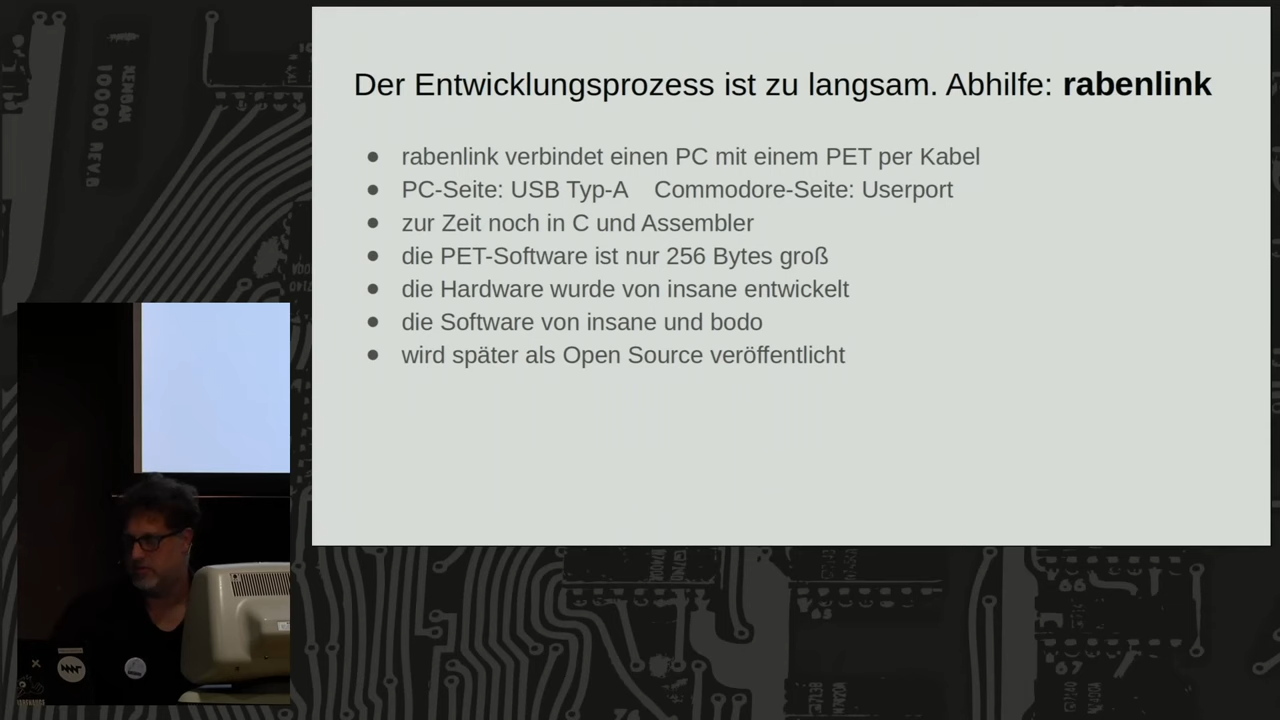 Der Entwicklungsprozess ist zu langsam. Abhilfe: rabenlink
● rabenlink verbindet einen PC mit einem PET per Kabel
● PC-Seite: USB Typ-A Commodore-Seite: Userport
● zur Zeit noch in C und Assembler
● die PET-Software ist nur 256 Bytes groß
● die Hardware wurde von insane entwickelt
● die Software von insane und bodo
● wird später als Open Source veröffentlicht